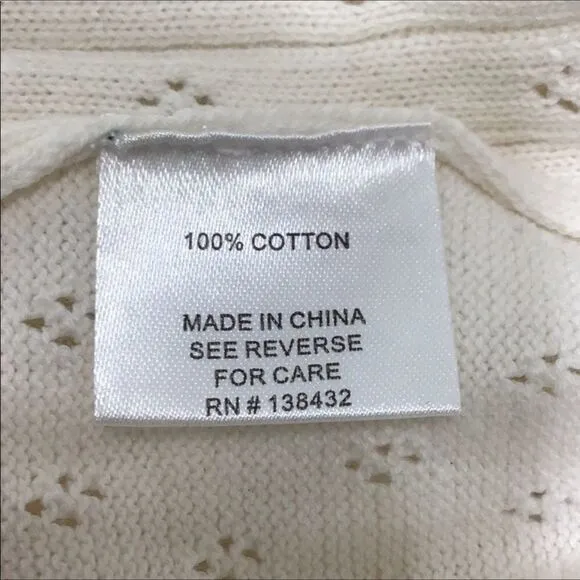 100% COTTON
MADE IN CHINA
SEE REVERSE
FOR CARE
RN # 138432